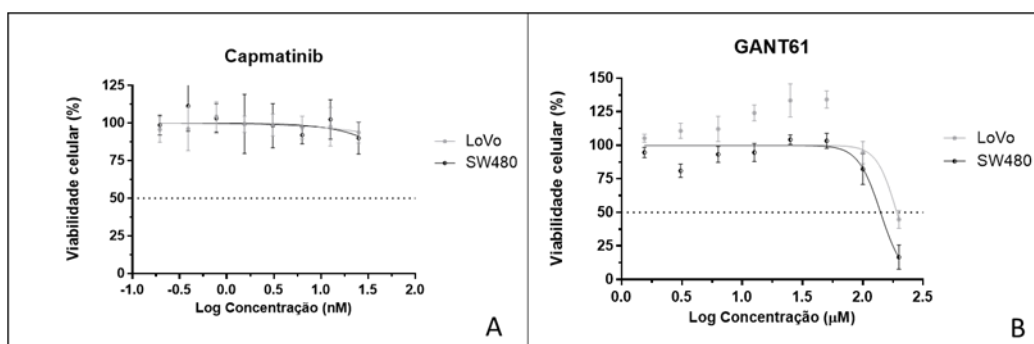 Capmatinib
Viabilidade celular (%)
125
100
75
50
25
0
-1.0 -0.5 0.0 0.5 1.0 1.5 2.0
Log Concentração (nM)
LoVo
SW480
A
GANT61
Viabilidade celular (%)
150
125
100
75
50
25
0
0.0 0.5 1.0 1.5 2.0 2.5
Log Concentração (μM)
LoVo
SW480
B